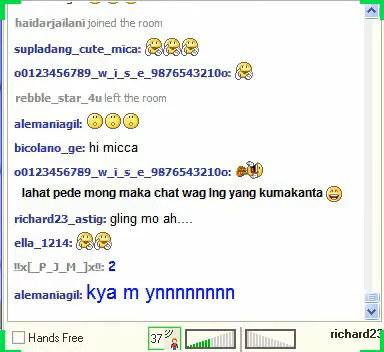 haidarjailani joined the room
supladang_cute_mica:
o0123456789_w_i_s_e_9876543210o:
rebble_star_4u left the room
alemaniagil:
bicolano_ge: hi micca
o0123456789_w_i_s_e_9876543210o:
lahat pede mong maka chat wag lng yang kumakanta
richard23_astig: gling mo ah....
ella_1214:
!!x[_P_J_M_]x!!: 2
alemaniagil: kya m ynnnnnnnn
Hands Free
37
richard23